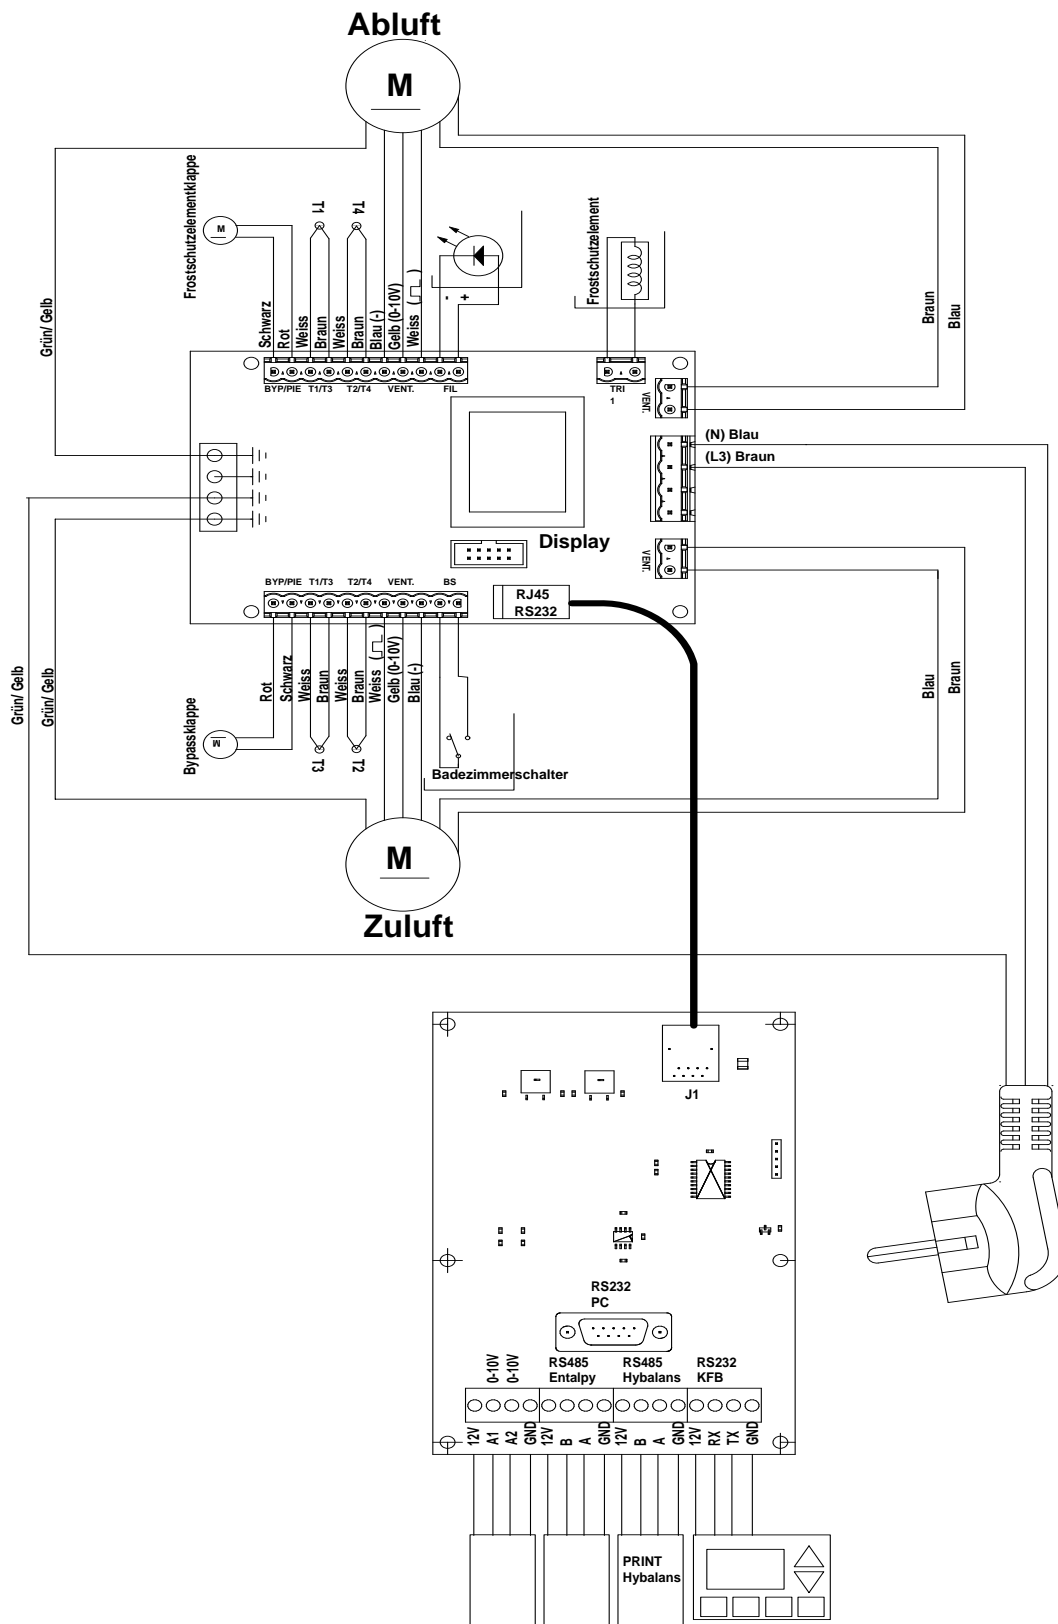 Abluft
M
Frostschutzelementklappe
M
T1
T4
Frostschutzelement
Grün/ Gelb
Schwarz
Rot
Weiss
Braun
Weiss
Braun
Blau (-)
Gelb (0-10V)
Weiss ( )
-
+
Braun
Blau
BYP/PIE
T1/T3
T2/T4
VENT.
FIL
TRI
1
VENT.
(N) Blau
(L3) Braun
Display
VENT.
BYP/PIE
T1/T3
T2/T4
VENT.
BS
RJ45
RS232
Grün/ Gelb
Grün/ Gelb
Rot
Schwarz
Weiss
Braun
Weiss
Braun
Weiss ( )
Gelb (0-10V)
Blau (-)
Blau
Braun
Bypassklappe
M
T3
T2
Badezimmerschalter
M
Zuluft
J1
RS232
PC
0-10V
0-10V
RS485
Entalpy
RS485
Hybalans
RS232
KFB
12V
A1
A2
GND
12V
B
A
GND
12V
B
A
GND
12V
RX
TX
GND
PRINT
Hybalans